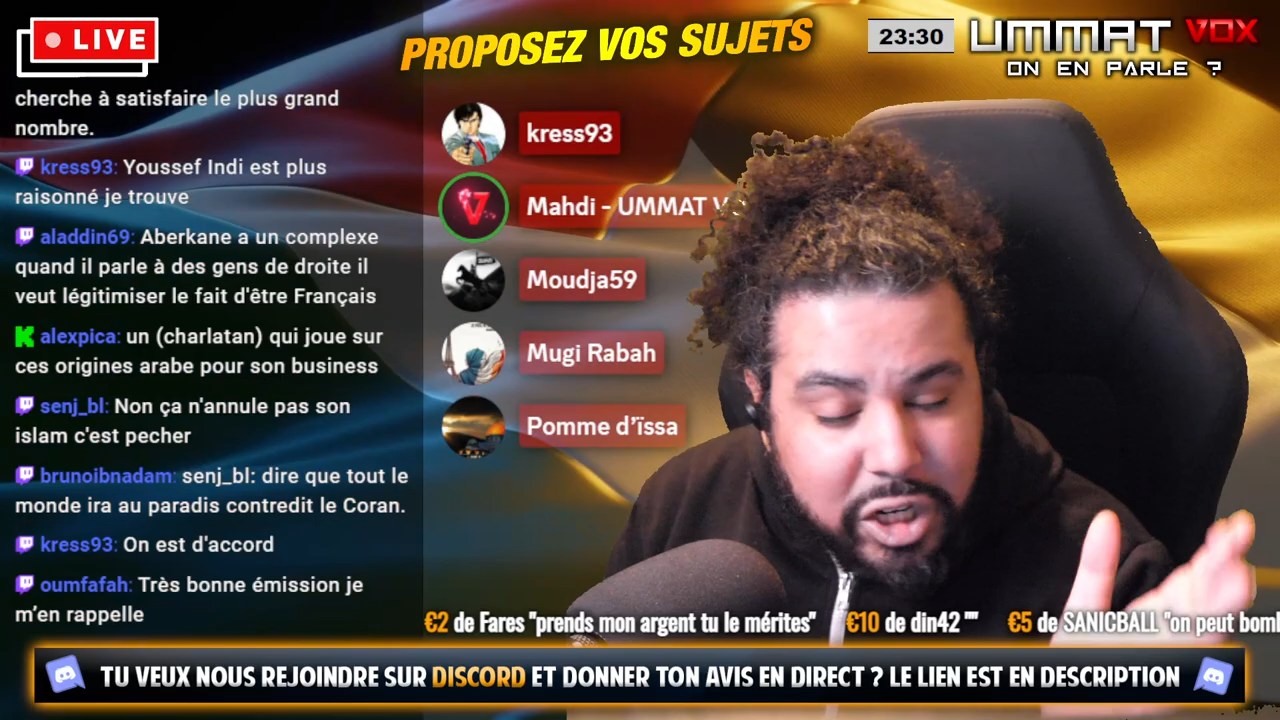 LIVE
PROPOSEZ VOS SUJETS
23:30
UMMAT VOX
ON EN PARLE ?
cherche à satisfaire le plus grand
nombre.
kress93: Youssef Indi est plus
raisonné je trouve
aladdin69: Aberkane a un complexe
quand il parle à des gens de droite il
veut légitimiser le fait d'être Français
alexpica: un (charlatan) qui joue sur
ces origines arabe pour son business
senj_bl: Non ça n'annule pas son
islam c'est pecher
brunoibnadam: senj_bl: dire que tout le
monde ira au paradis contredit le Coran.
kress93: On est d'accord
oumfafah: Très bonne émission je
m'en rappelle
kress93
Mahdi - UMMAT V
Moudja59
Mugi Rabah
Pomme d'ïssa
€2 de Fares "prends mon argent tu le mérites" €10 de din42 "" €5 de SANICBALL "on peut
TU VEUX NOUS REJOINDRE SUR DISCORD ET DONNER TON AVIS EN DIRECT ? LE LIEN EST EN DESCRIPTION